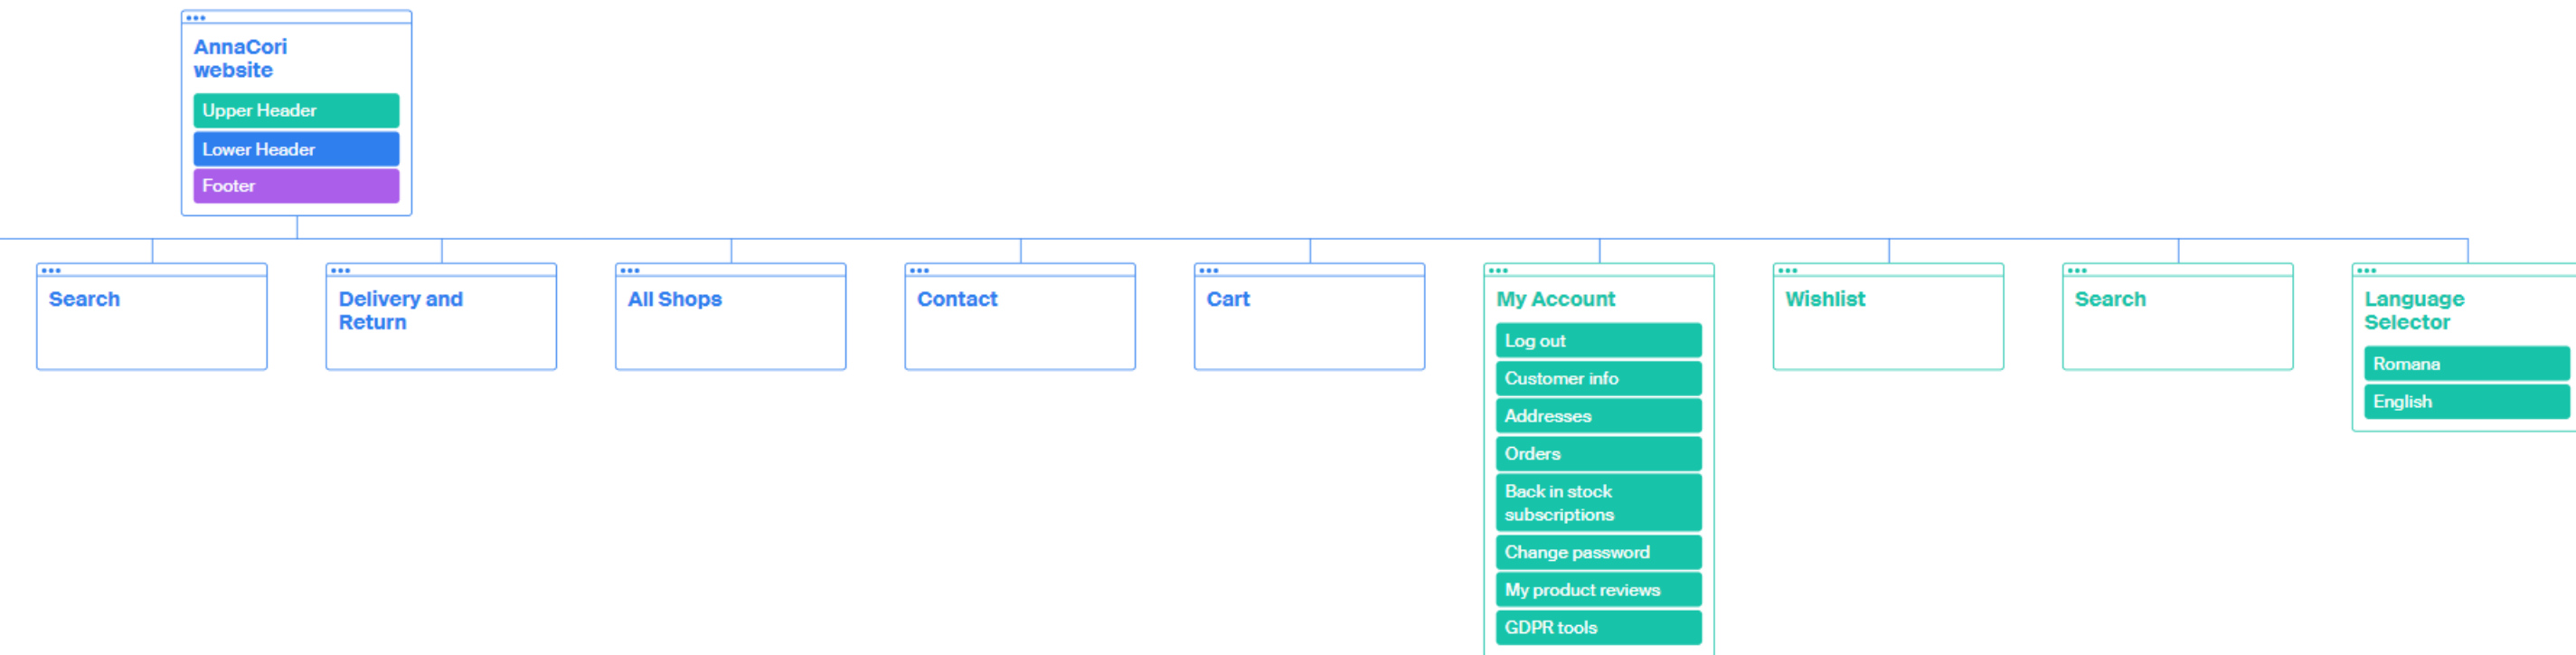 AnnaCori
website
Upper Header
Lower Header
Footer
Search
Delivery and
Return
All Shops
Contact
Cart
My Account
Log out
Customer info
Addresses
Orders
Back in stock
subscriptions
Change password
My product reviews
GDPR tools
Wishlist
Search
Language
Selector
Romana
English